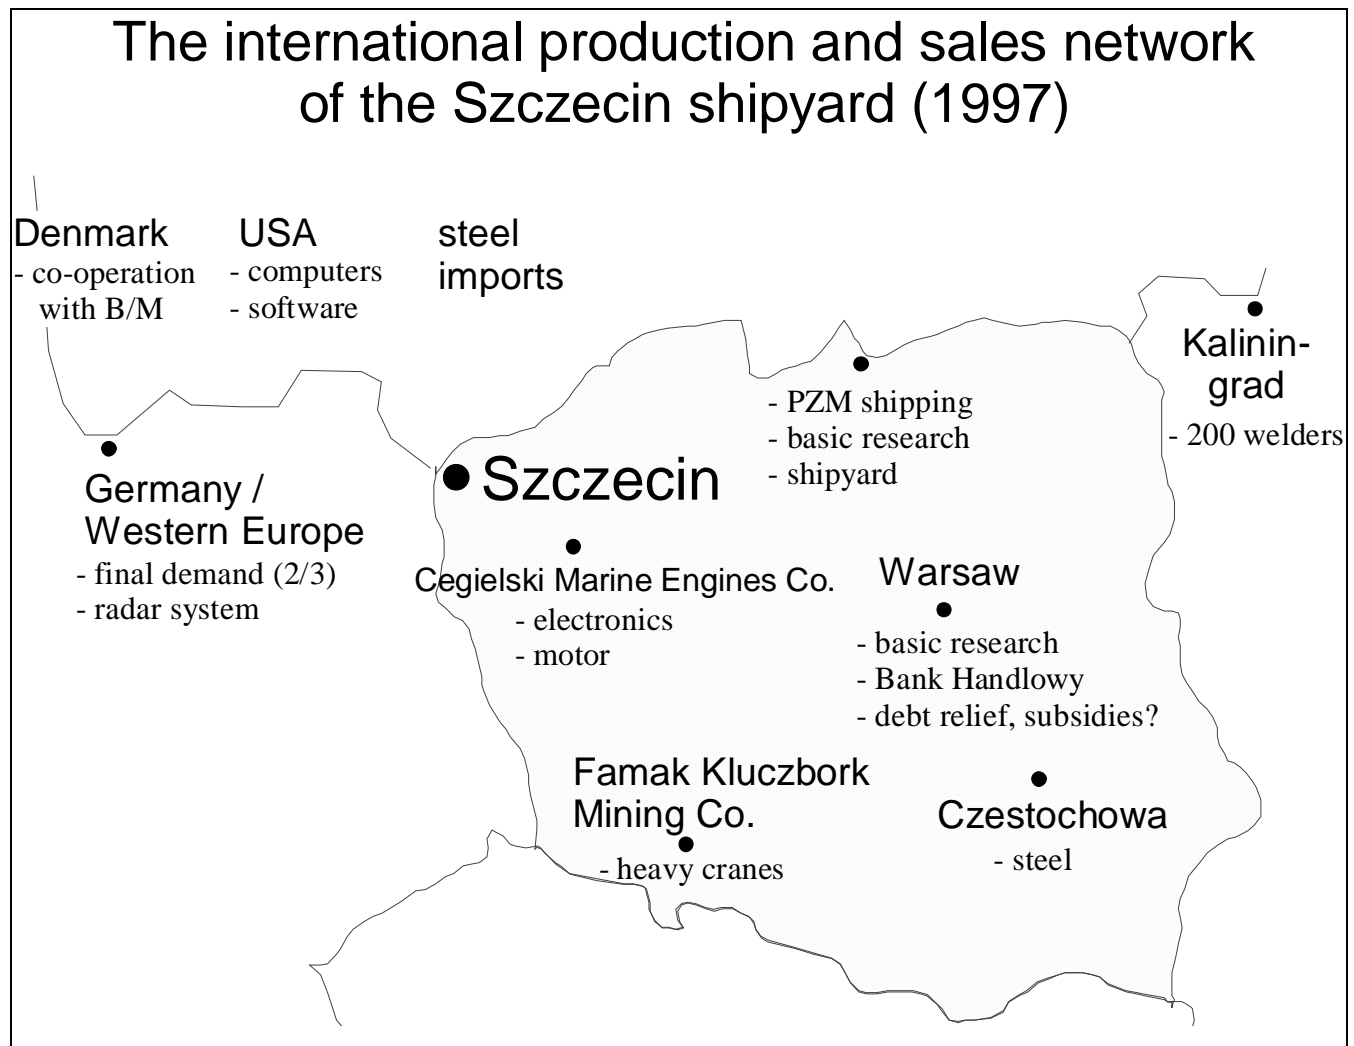 The international production and sales network
of the Szczecin shipyard (1997)
Denmark
- co-operation
with B/M
USA
- computers
- software
steel
imports
Kalinin-
grad
- 200 welders
- PZM shipping
- basic research
- shipyard
Szczecin
Germany /
Western Europe
- final demand (2/3)
- radar system
Cegielski Marine Engines Co.
- electronics
- motor
Warsaw
- basic research
- Bank Handlowy
- debt relief, subsidies?
Famak Kluczbork
Mining Co.
- heavy cranes
Czestochowa
- steel